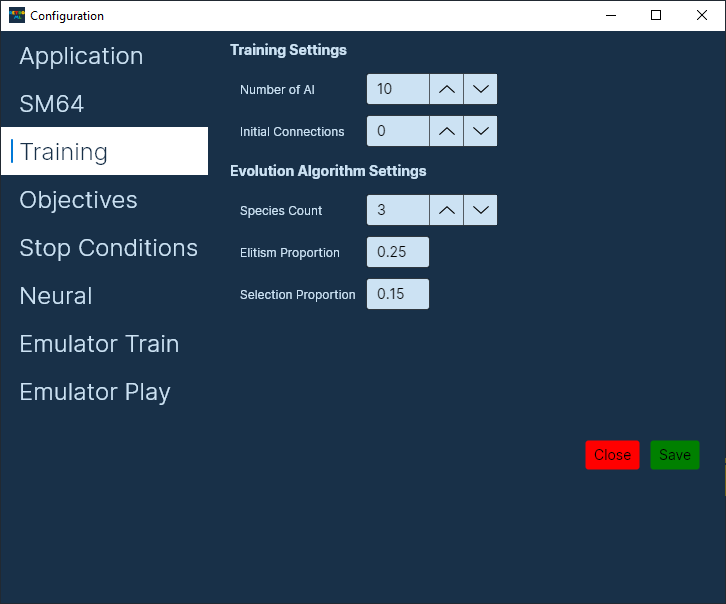 Configuration
Application
SM64
Training
Objectives
Stop Conditions
Neural
Emulator Train
Emulator Play
Training Settings
Number of AI 10
Initial Connections 0
Evolution Algorithm Settings
Species Count 3
Elitism Proportion 0.25
Selection Proportion 0.15
Close Save